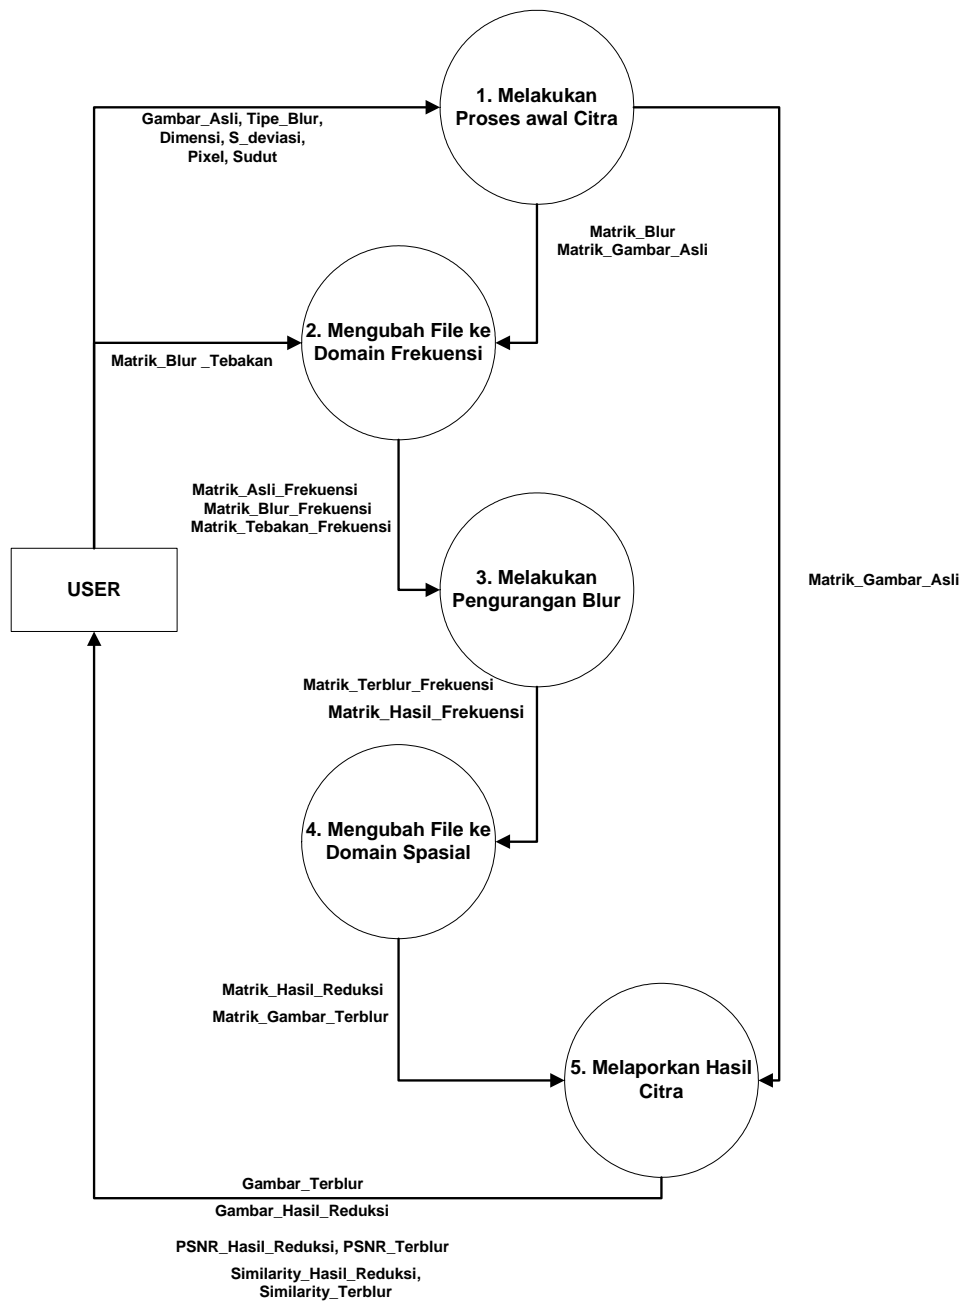 1. Melakukan
Proses awal Citra
Gambar_Asli, Tipe_Blur,
Dimensi, S_deviasi,
Pixel, Sudut
Matrik_Blur
Matrik_Gambar_Asli
2. Mengubah File ke
Domain Frekuensi
Matrik_Blur _Tebakan
Matrik_Asli_Frekuensi
Matrik_Blur_Frekuensi
Matrik_Tebakan_Frekuensi
3. Melakukan
Pengurangan Blur
USER
Matrik_Gambar_Asli
Matrik_Terblur_Frekuensi
Matrik_Hasil_Frekuensi
4. Mengubah File ke
Domain Spasial
Matrik_Hasil_Reduksi
Matrik_Gambar_Terblur
5. Melaporkan Hasil
Citra
Gambar_Terblur
Gambar_Hasil_Reduksi
PSNR_Hasil_Reduksi, PSNR_Terblur
Similarity_Hasil_Reduksi,
Similarity_Terblur